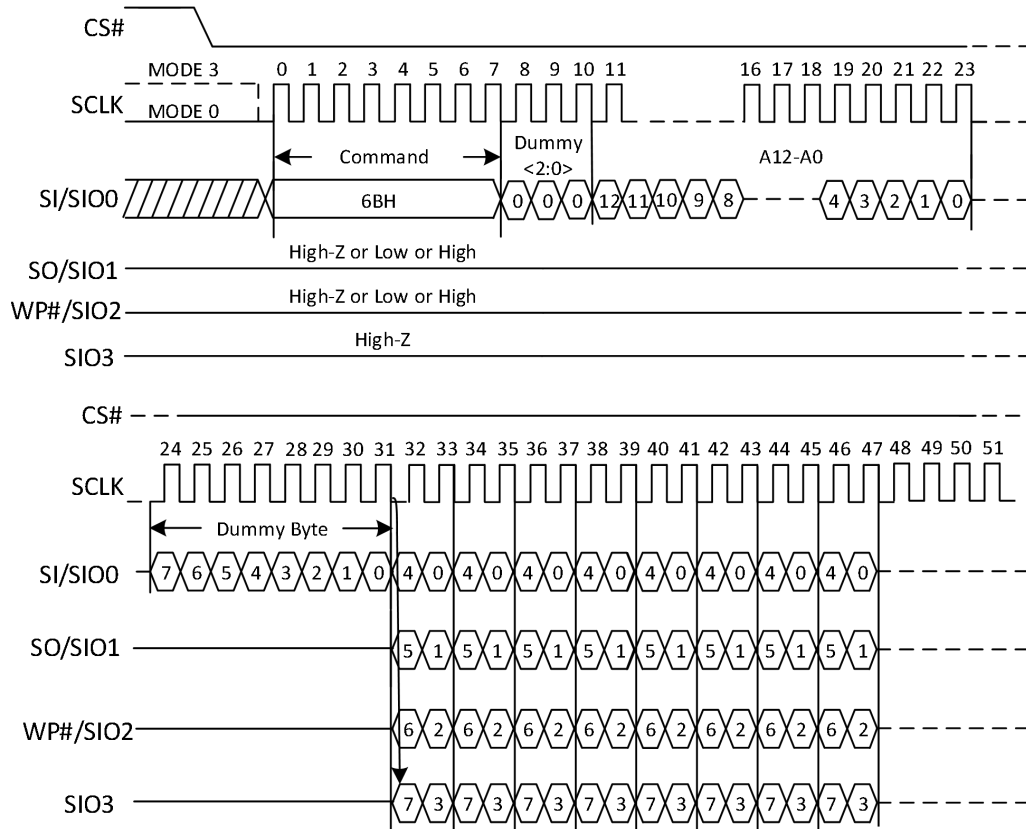 CS#
MODE 3 0 1 2 3 4 5 6 7 8 9 10 11 16 17 18 19 20 21 22 23
SCLK
MODE 0
Command Dummy <2:0> A12-A0
SI/SIO0 6BH 0 0 0 12 11 10 9 8 4 3 2 1 0
High-Z or Low or High
SO/SIO1
High-Z or Low or High
WP#/SIO2
High-Z
SIO3
CS#
24 25 26 27 28 29 30 31 32 33 34 35 36 37 38 39 40 41 42 43 44 45 46 47 48 49 50 51
SCLK
Dummy Byte
SI/SIO0 7 6 5 4 3 2 1 0 4 0 4 0 4 0 4 0 4 0 4 0 4 0 4 0
SO/SIO1 5 1 5 1 5 1 5 1 5 1 5 1 5 1 5 1
WP#/SIO2 6 2 6 2 6 2 6 2 6 2 6 2 6 2 6 2
SIO3 7 3 7 3 7 3 7 3 7 3 7 3 7 3 7 3